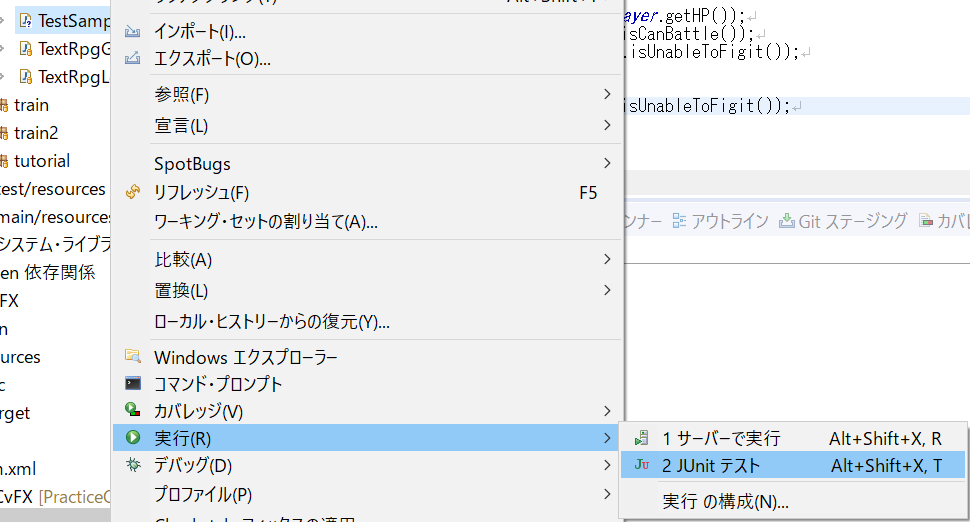 TestSamp
TextRpgG
TextRpgL
train
train2
tutorial
test/resources
main/resources
システム・ライブラ
en 依存関係
FX
n
urces
c
rget
n.xml
CvFX [PracticeC
インポート(I)...
エクスポート(O)...
参照(F)
宣言(L)
SpotBugs
リフレッシュ(F) F5
ワーキング・セットの割り当て(A)...
比較(A)
置換(L)
ローカル・ヒストリーからの復元(Y)...
Windows エクスプローラー
コマンド・プロンプト
カバレッジ(V)
実行(R)
デバッグ(D)
プロファイル(P)
1 サーバーで実行 Alt+Shift+X, R
2 JUnit テスト Alt+Shift+X, T
実行 の構成(N)...
ayer.getHP());
isCanBattle());
.isUnableToFigit());
isUnableToFigit());
ンナー アウトライン Git ステージング カバレ